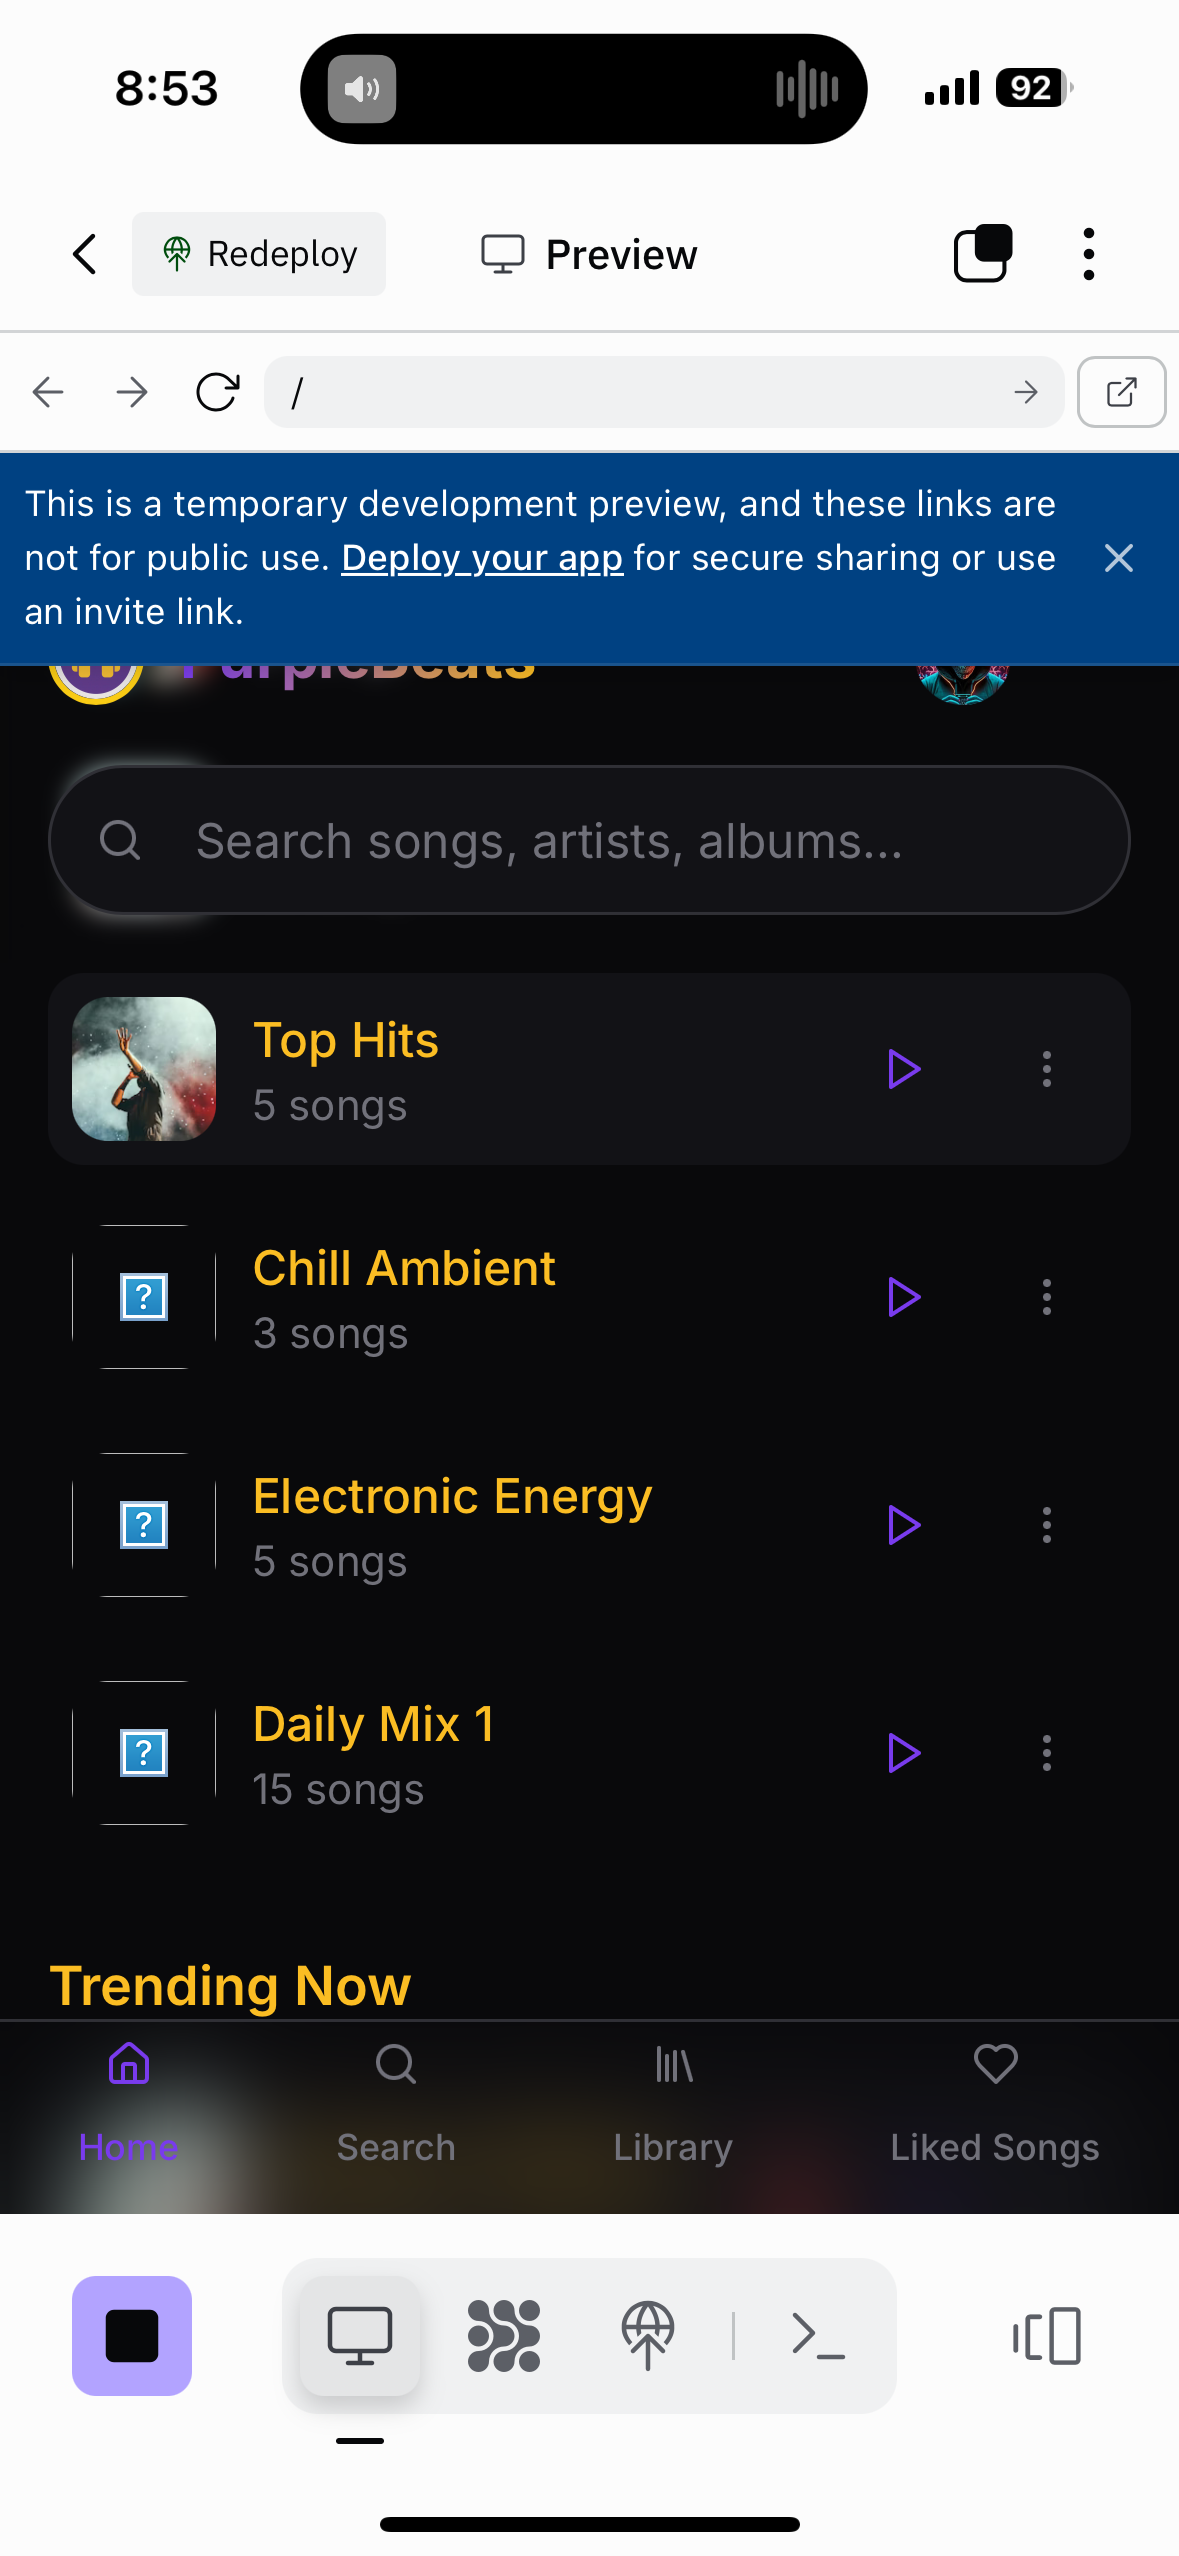 8:53
92
Redeploy
Preview
/
This is a temporary development preview, and these links are
not for public use. Deploy your app for secure sharing or use
an invite link.
PurpleBeats
Search songs, artists, albums...
Top Hits
5 songs
?
Chill Ambient
3 songs
?
Electronic Energy
5 songs
?
Daily Mix 1
15 songs
Trending Now
Home
Search
Library
Liked Songs